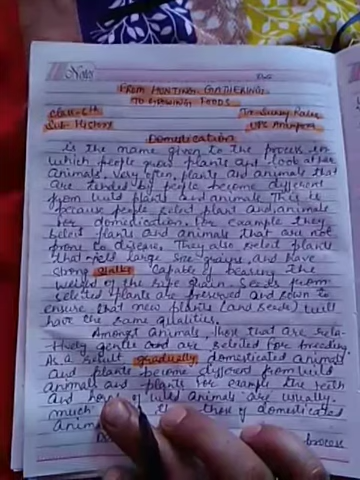 Notes
FROM HUNTING GATHERING
TO GROWING FOODS
Class-6th
Sub-History
Domestication
is the name given to the process in
which people grow plants and look after
animals. Very often, plants and animals that
are tended by people become different
from wild plants and animals. This is
because people select plant and animals
for domestication. For example they
select plants and animals that are not
prone to disease. They also select plants
that yield large size grains, and have
strong stalks capable of bearing the
weight of the ripe grain. Seeds from
selected plants are preserved and sown to
ensure that new plants (and seeds) will
have the same qualities.
Amongst animals, those that are rela-
tively gentle and are selected for breeding.
As a result gradually domesticated animals
and plants become different from wild
animals and plants for example the teeth
and horns of wild animals are usually
much those of domesticated
anim
process